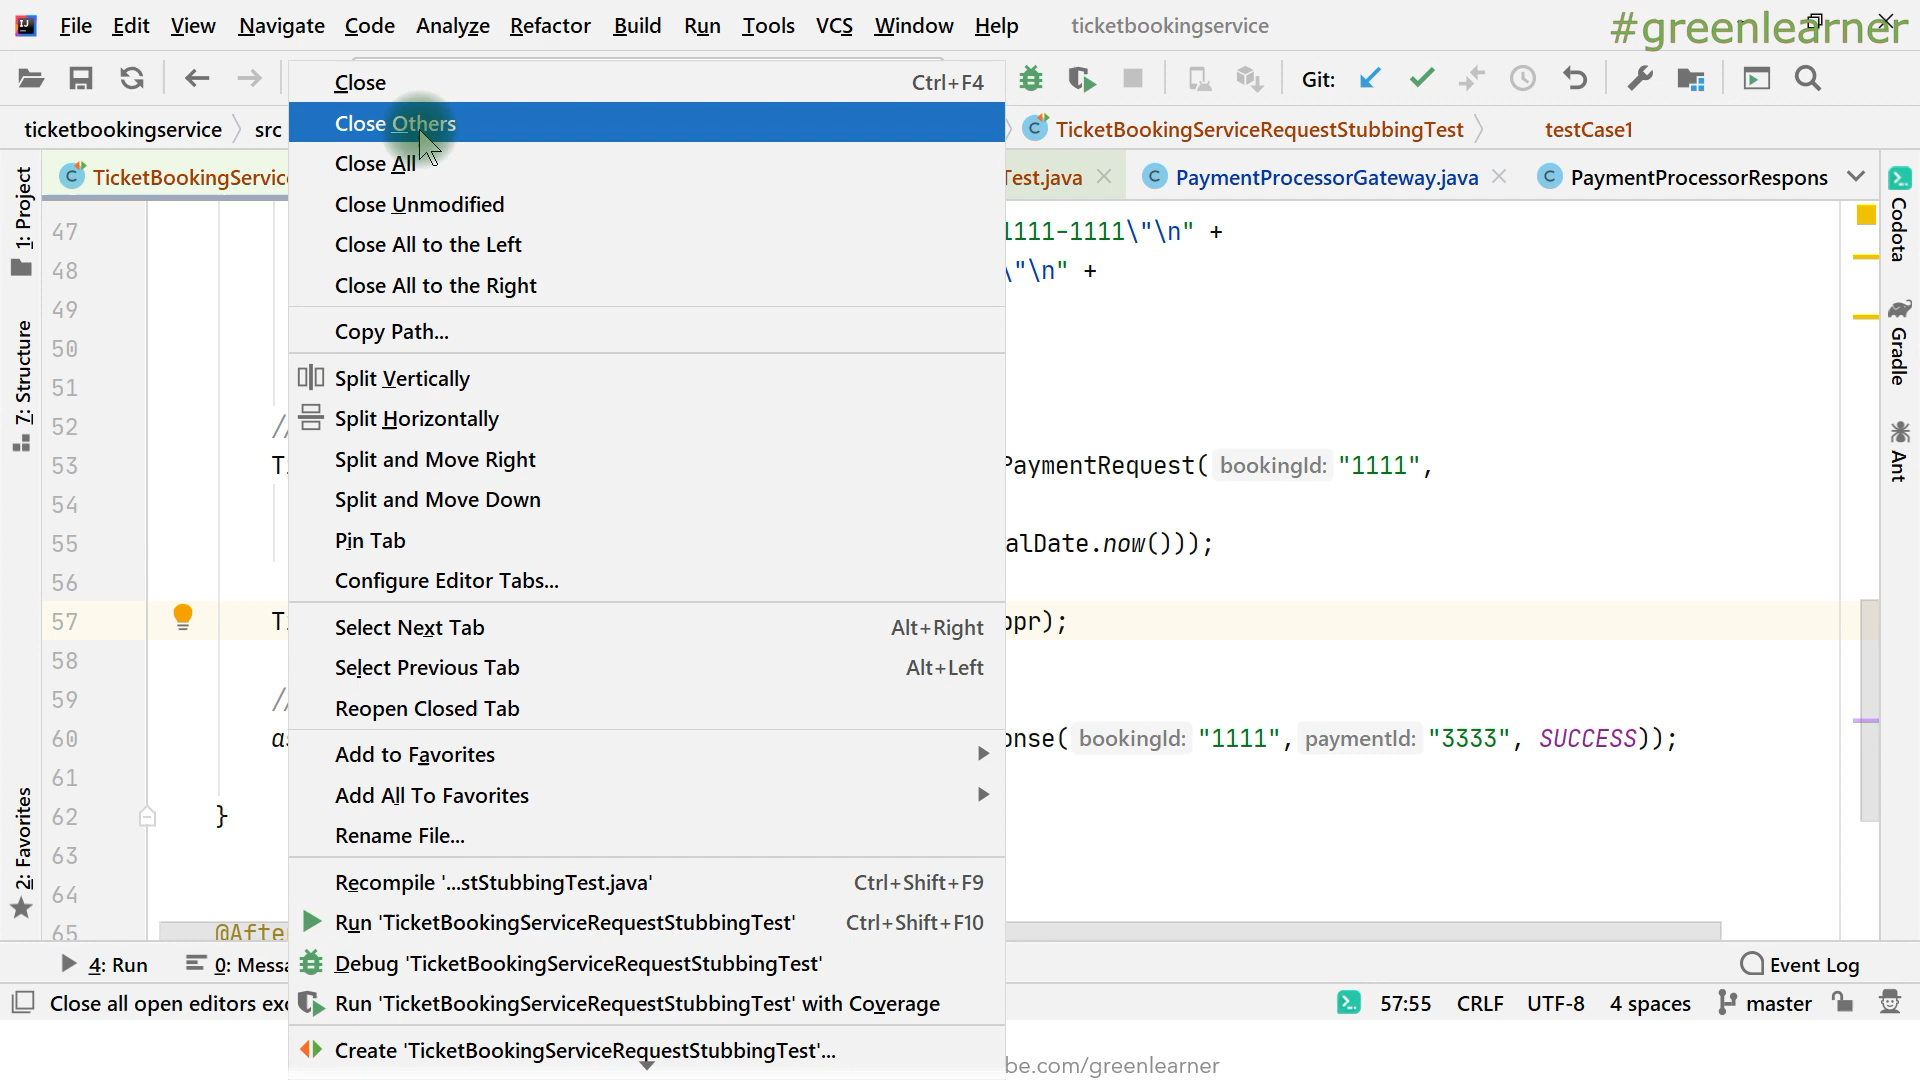 File Edit View Navigate Code Analyze Refactor Build Run Tools VCS Window Help ticketbookingservice
#greenlearner
Git:
ticketbookingservice src TicketBookingServiceRequestStubbingTest testCase1
TicketBookingServic Test.java PaymentProcessorGateway.java PaymentProcessorRespons
1: Project
7: Structure
2: Favorites
Codota
Gradle
Ant
Close Ctrl+F4
Close Others
Close All
Close Unmodified
Close All to the Left
Close All to the Right
Copy Path...
Split Vertically
Split Horizontally
Split and Move Right
Split and Move Down
Pin Tab
Configure Editor Tabs...
Select Next Tab Alt+Right
Select Previous Tab Alt+Left
Reopen Closed Tab
Add to Favorites
Add All To Favorites
Rename File...
Recompile '...stStubbingTest.java' Ctrl+Shift+F9
Run 'TicketBookingServiceRequestStubbingTest' Ctrl+Shift+F10
Debug 'TicketBookingServiceRequestStubbingTest'
Run 'TicketBookingServiceRequestStubbingTest' with Coverage
Create 'TicketBookingServiceRequestStubbingTest'...
47 1111-1111\"\n" +
48 \"\n" +
49
50
51
52 //
53 T PaymentRequest( bookingId: "1111",
54
55 alDate.now()));
56
57 T ppr);
58
59 //
60 as onse( bookingId: "1111", paymentId: "3333", SUCCESS));
61
62 }
63
64
65 @Afte
4: Run 0: Messa Event Log
Close all open editors exc 57:55 CRLF UTF-8 4 spaces master
be.com/greenlearner